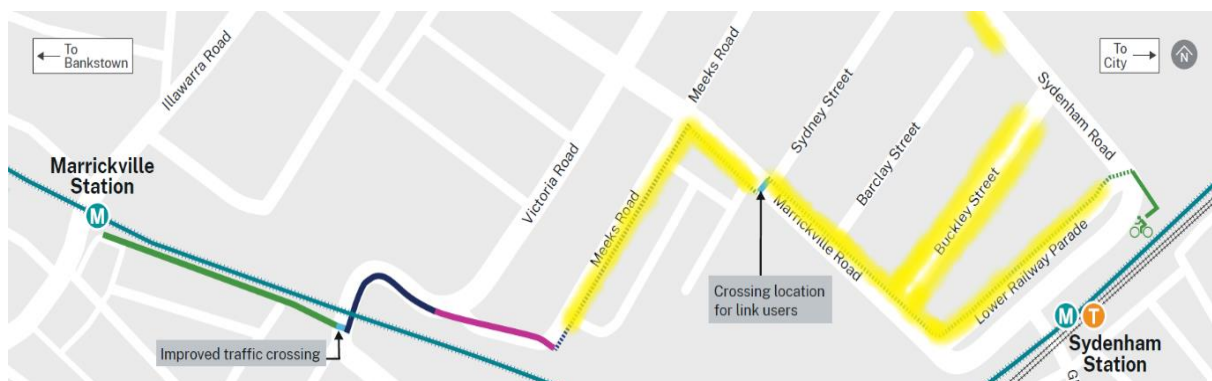 To
Bankstown
Illawarra Road
Meeks Road
To
City
N
Sydenham Road
Sydney Street
Marrickville
Station
M
Victoria Road
Barclay Street
Meeks Road
Marrickville Road
Buckley Street
Lower Railway Parade
Crossing location
for link users
Improved traffic crossing
M
T
Sydenham
Station
G